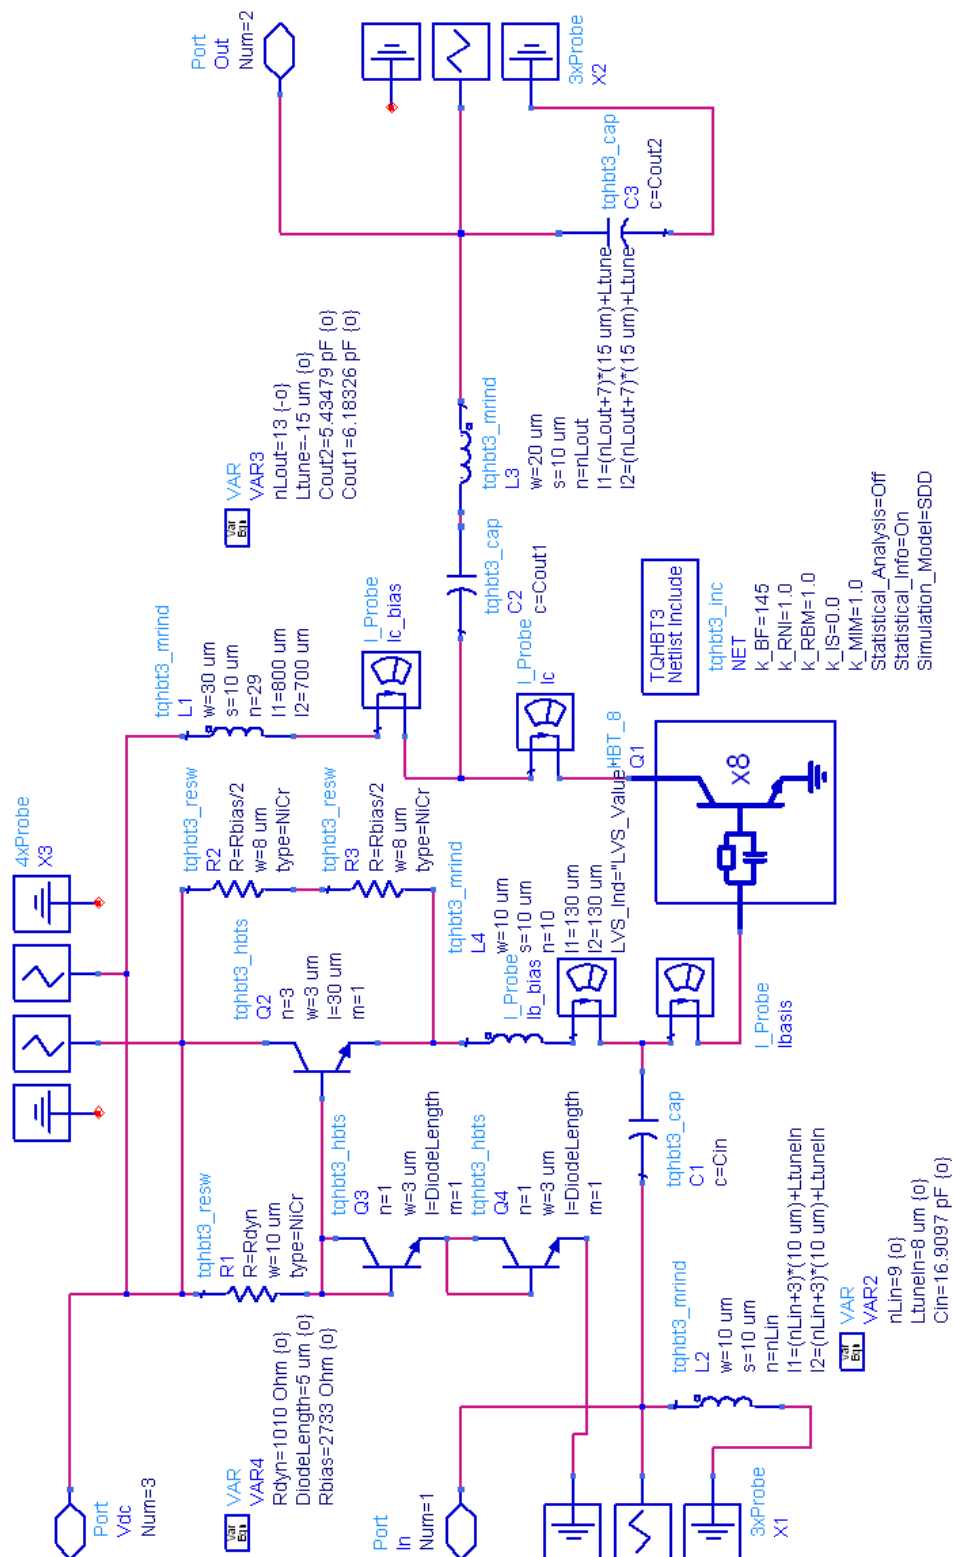 Port
Vdc
Num=3
VAR
VAR4
Rdyn=1010 Ohm {o}
DiodeLength=5 um {o}
Rbias=2733 Ohm {o}
Var
Eqn
Port
In
Num=1
3xProbe
X1
4xProbe
X3
tqhbt3_resw
R1
R=Rdyn
w=10 um
type=NiCr
tqhbt3_hbts
Q3
n=1
w=3 um
l=DiodeLength
m=1
tqhbt3_hbts
Q4
n=1
w=3 um
l=DiodeLength
m=1
tqhbt3_hbts
Q2
n=3
w=3 um
l=30 um
m=1
tqhbt3_resw
R2
R=Rbias/2
w=8 um
type=NiCr
tqhbt3_resw
R3
R=Rbias/2
w=8 um
type=NiCr
tqhbt3_mrind
L4
w=10 um
s=10 um
n=10
l1=130 um
l2=130 um
LVS_Ind="LVS_Value"
I_Probe
Ib_bias
I_Probe
Ibasis
tqhbt3_cap
C1
c=Cin
tqhbt3_mrind
L2
w=10 um
s=10 um
n=nLin
l1=(nLin+3)*(10 um)+LtuneIn
l2=(nLin+3)*(10 um)+LtuneIn
Var
Eqn
VAR
VAR2
nLin=9 {o}
LtuneIn=8 um {o}
Cin=16.9097 pF {o}
tqhbt3_mrind
L1
w=30 um
s=10 um
n=29
l1=800 um
l2=700 um
I_Probe
Ic_bias
I_Probe
Ic
HBT_8
Q1
x8
TQHBT3
Netlist Include
tqhbt3_inc
NET
k_BF=145
k_RNI=1.0
k_RBM=1.0
k_IS=0.0
k_MIM=1.0
Statistical_Analysis=Off
Statistical_Info=On
Simulation_Model=SDD
tqhbt3_cap
C2
c=Cout1
tqhbt3_mrind
L3
w=20 um
s=10 um
n=nLout
l1=(nLout+7)*(15 um)+Ltune
l2=(nLout+7)*(15 um)+Ltune
Var
Eqn
VAR
VAR3
nLout=13 {-o}
Ltune=-15 um {o}
Cout2=5.43479 pF {o}
Cout1=6.18326 pF {o}
tqhbt3_cap
C3
c=Cout2
Port
Out
Num=2
3xProbe
X2